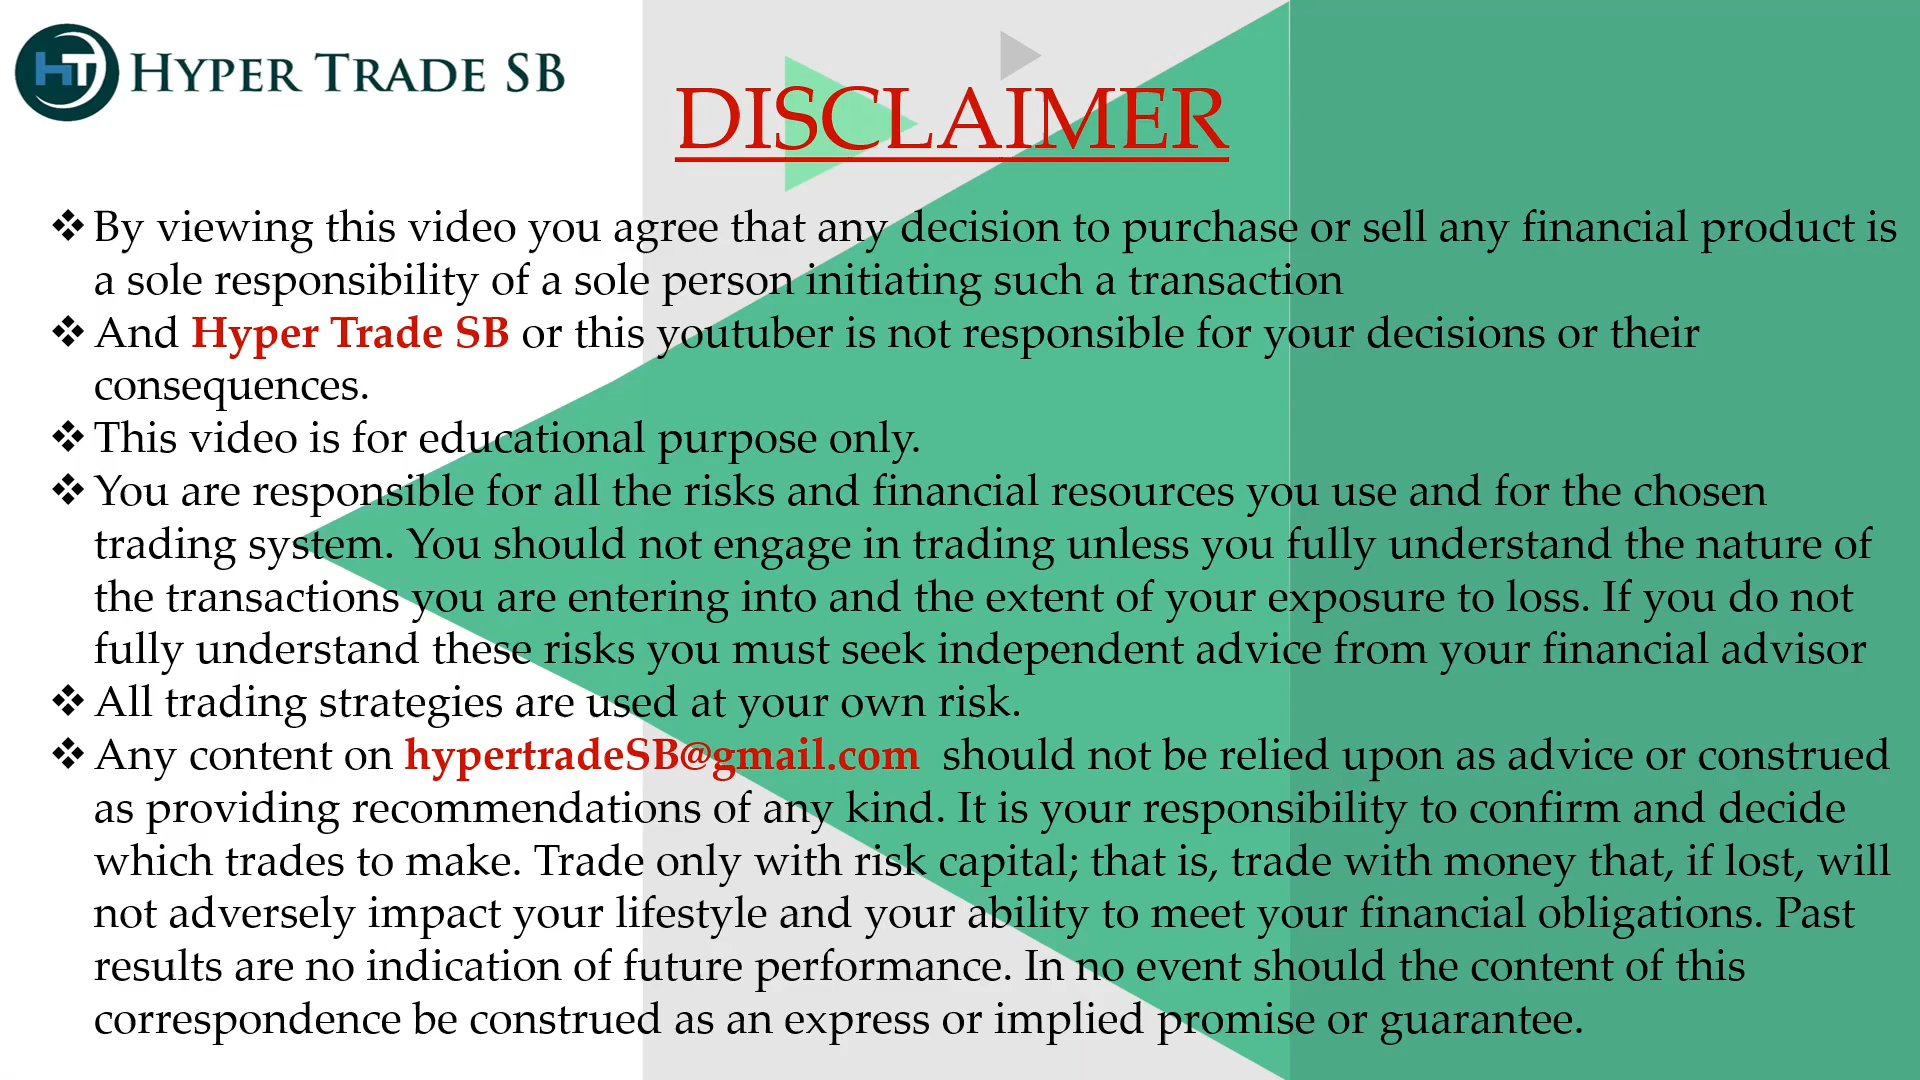 HT HYPER TRADE SB
DISCLAIMER
❖ By viewing this video you agree that any decision to purchase or sell any financial product is
a sole responsibility of a sole person initiating such a transaction
❖ And Hyper Trade SB or this youtuber is not responsible for your decisions or their
consequences.
❖ This video is for educational purpose only.
❖ You are responsible for all the risks and financial resources you use and for the chosen
trading system. You should not engage in trading unless you fully understand the nature of
the transactions you are entering into and the extent of your exposure to loss. If you do not
fully understand these risks you must seek independent advice from your financial advisor
❖ All trading strategies are used at your own risk.
❖ Any content on hypertradeSB@gmail.com should not be relied upon as advice or construed
as providing recommendations of any kind. It is your responsibility to confirm and decide
which trades to make. Trade only with risk capital; that is, trade with money that, if lost, will
not adversely impact your lifestyle and your ability to meet your financial obligations. Past
results are no indication of future performance. In no event should the content of this
correspondence be construed as an express or implied promise or guarantee.